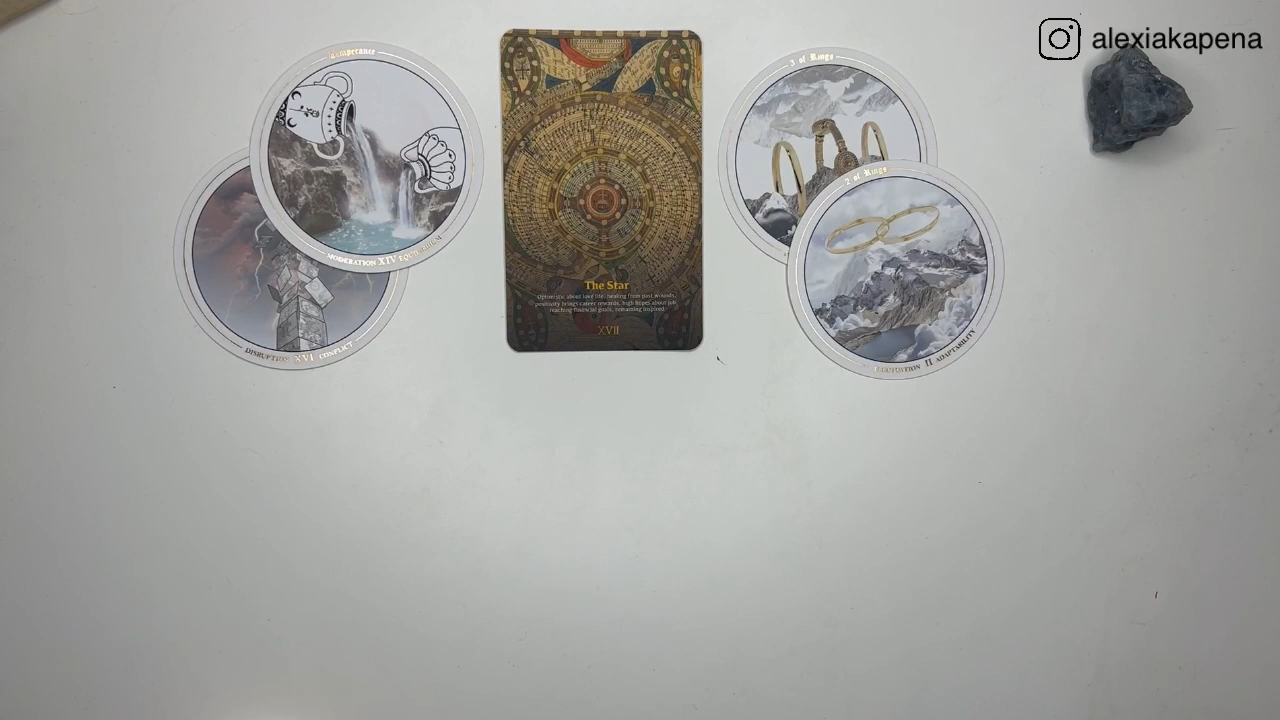 alexiakapena
Temperance
MODERATION XIV EQUILIBRIUM
DISRUPTION XVI CONFLICT
The Star
Optimistic about love life, healing from past wounds,
positivity brings career rewards, high hopes about job,
reaching financial goals, remaining inspired
XVII
3 of Rings
2 of Rings
II ADAPTABILITY